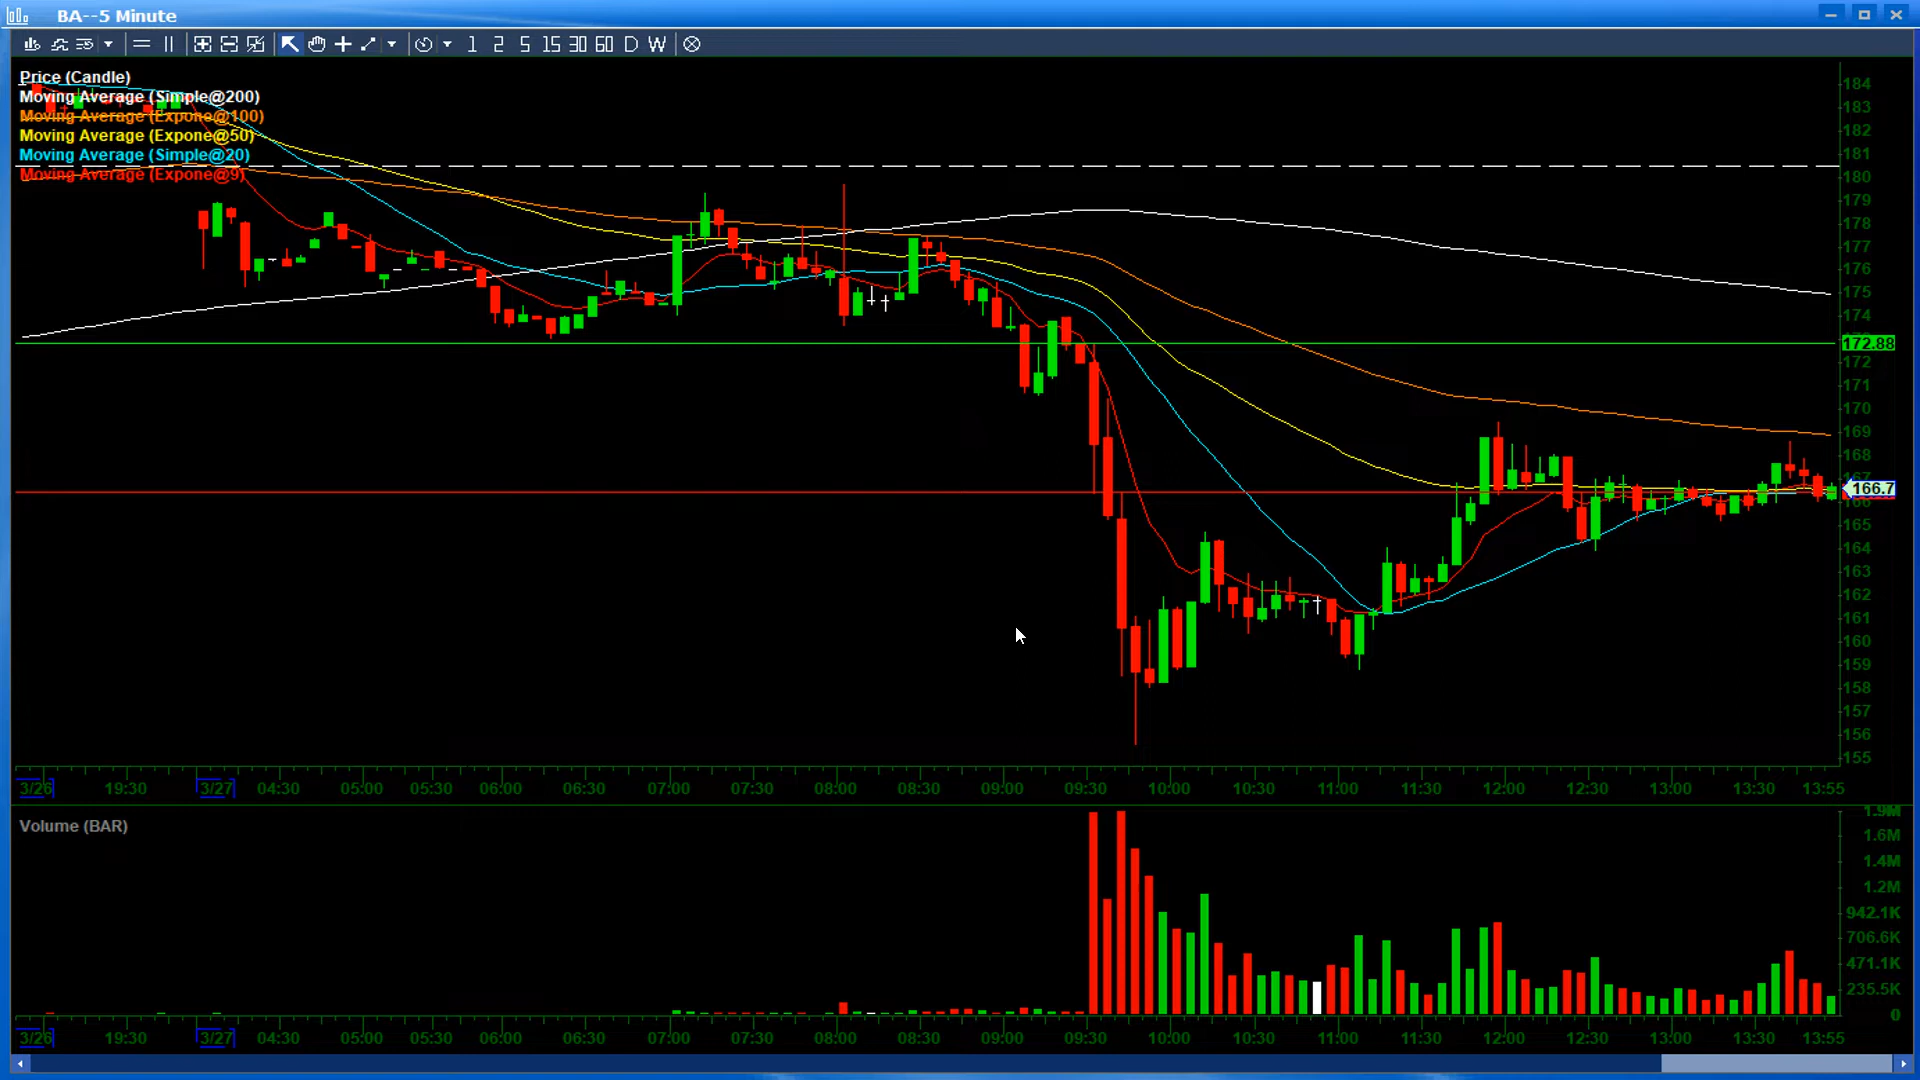 BA--5 Minute
1 2 5 15 30 60 D W
Price (Candle)
Moving Average (Simple@200)
Moving Average (Expone@100)
Moving Average (Expone@50)
Moving Average (Simple@20)
Moving Average (Expone@9)
184
183
182
181
180
179
178
177
176
175
174
172.88
172
171
170
169
168
166.7
165
164
163
162
161
160
159
158
157
156
155
3/26 19:30 3/27 04:30 05:00 05:30 06:00 06:30 07:00 07:30 08:00 08:30 09:00 09:30 10:00 10:30 11:00 11:30 12:00 12:30 13:00 13:30 13:55
Volume (BAR)
1.9M
1.6M
1.4M
1.2M
942.1K
706.6K
471.1K
235.5K
0
3/26 19:30 3/27 04:30 05:00 05:30 06:00 06:30 07:00 07:30 08:00 08:30 09:00 09:30 10:00 10:30 11:00 11:30 12:00 12:30 13:00 13:30 13:55